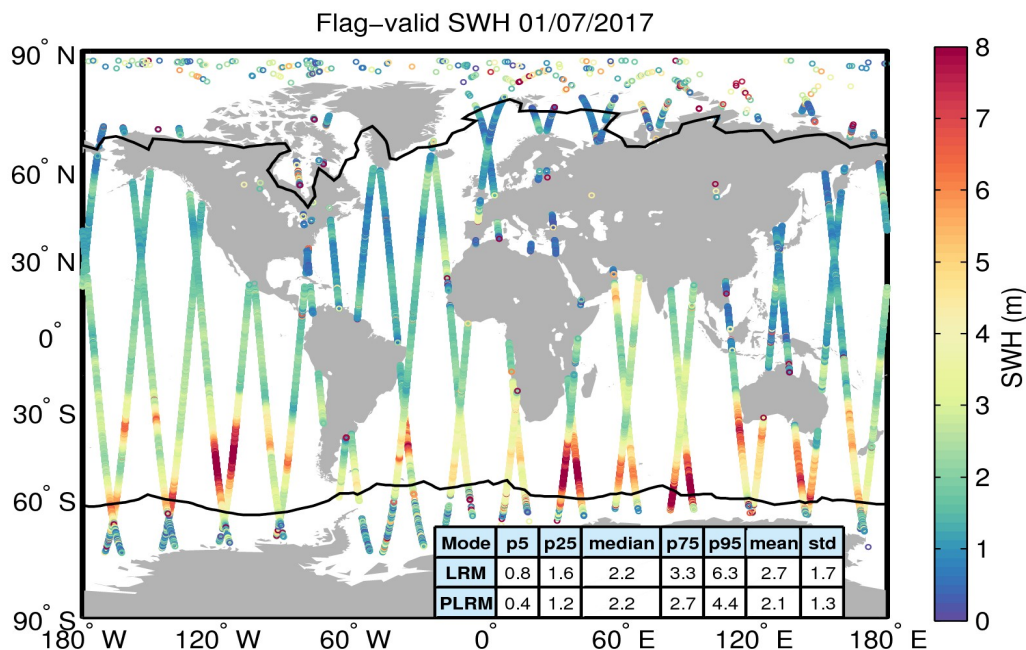 Flag−valid SWH 01/07/2017
90° N
60° N
30° N
0°
30° S
60° S
90° S
180° W
120° W
60° W
0°
60° E
120° E
180° E
Mode p5 p25 median p75 p95 mean std
LRM 0.8 1.6 2.2 3.3 6.3 2.7 1.7
PLRM 0.4 1.2 2.2 2.7 4.4 2.1 1.3
8
7
6
5
4
3
2
1
0
SWH (m)